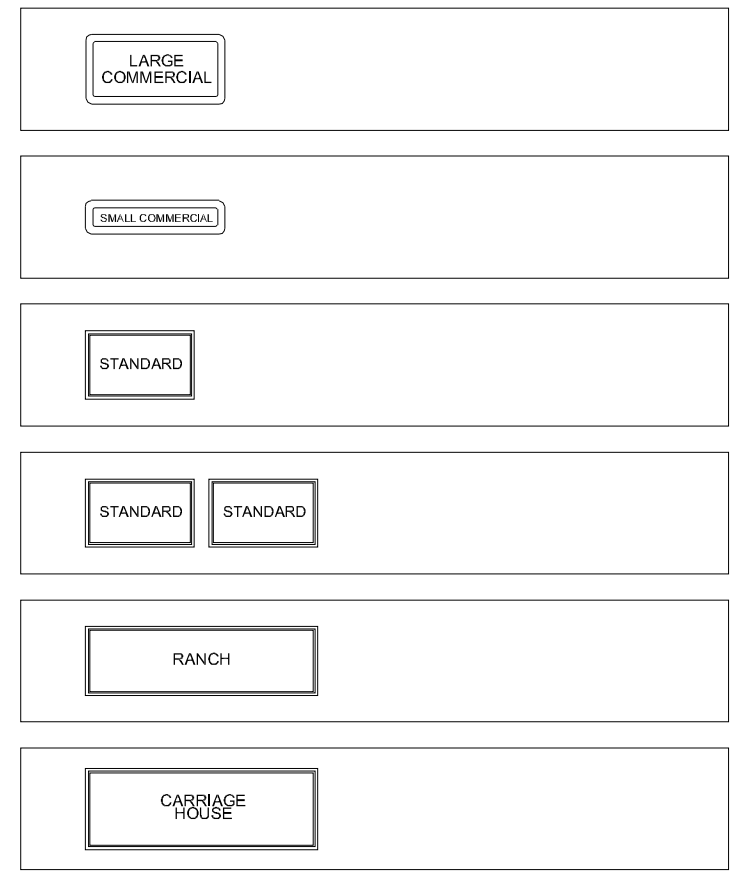 LARGE
COMMERCIAL
SMALL COMMERCIAL
STANDARD
STANDARD STANDARD
RANCH
CARRIAGE
HOUSE